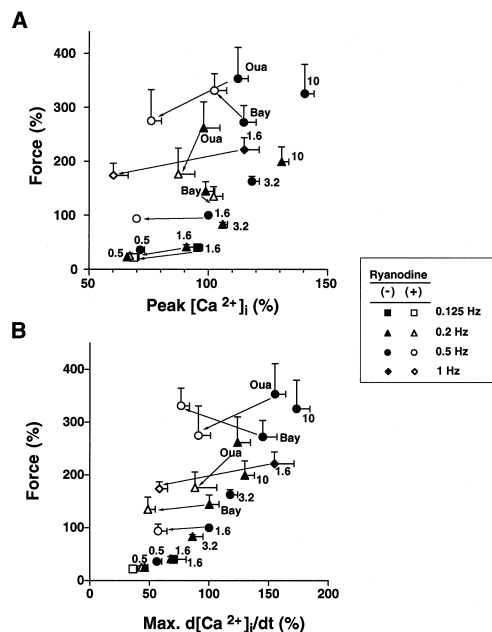 A
400
300
200
100
0
Force (%)
Oua
10
Bay
1.6
Oua
10
3.2
Bay
1.6
1.6
3.2
0.5
0.5
1.6
50
100
150
Peak [Ca 2+]i (%)
Ryanodine
(-) (+)
0.125 Hz
0.2 Hz
0.5 Hz
1 Hz
B
400
300
200
100
0
Force (%)
Oua
10
Bay
Oua
1.6
10
3.2
Bay
1.6
3.2
0.5
0.5
1.6
1.6
0
50
100
150
200
Max. d[Ca 2+]i/dt (%)